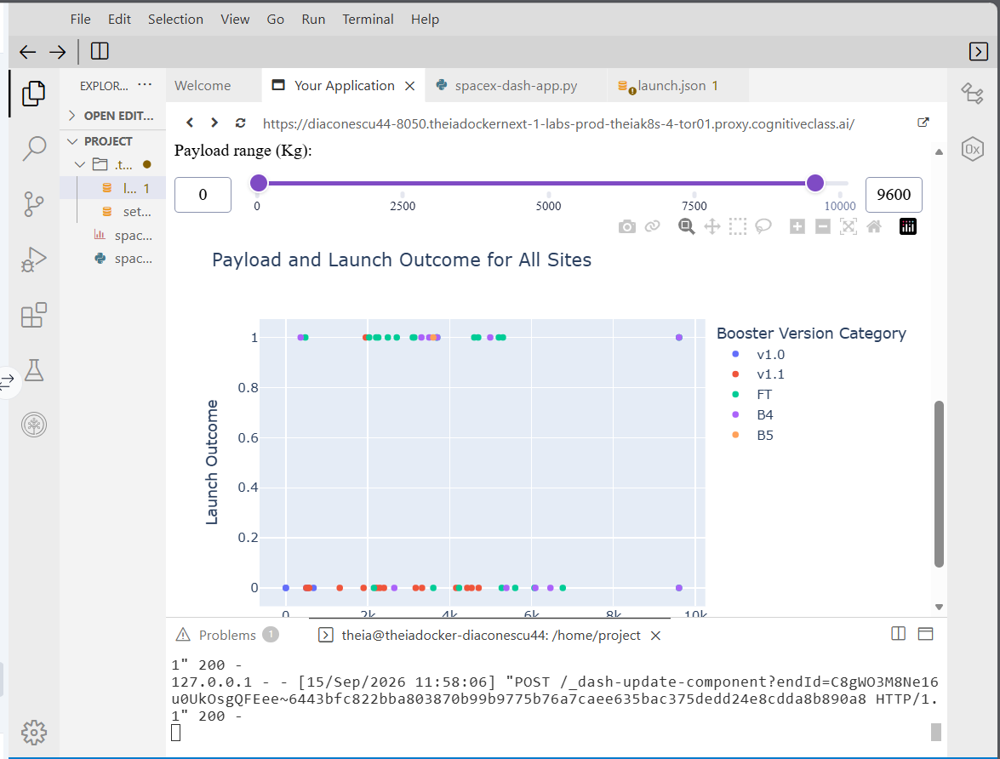 File Edit Selection View Go Run Terminal Help
EXPLOR... ···
Welcome Your Application spacex-dash-app.py launch.json 1
OPEN EDIT...
https://diaconescu44-8050.theiadockernext-1-labs-prod-theiak8s-4-tor01.proxy.cognitiveclass.ai/
PROJECT
.t...
l... 1
set...
spac...
spac...
Payload range (Kg):
0
9600
0 2500 5000 7500 10000
Payload and Launch Outcome for All Sites
Launch Outcome
1
0.8
0.6
0.4
0.2
0
0 2k 4k 6k 8k 10k
Booster Version Category
v1.0
v1.1
FT
B4
B5
0x
Problems 1 theia@theiadocker-diaconescu44: /home/project
1" 200 -
127.0.0.1 - - [15/Sep/2026 11:58:06] "POST /_dash-update-component?endId=C8gWO3M8Ne16
u0UkOsgQFEee~6443bfc822bba803870b99b9775b76a7caee635bac375dedd24e8cdda8b890a8 HTTP/1.
1" 200 -